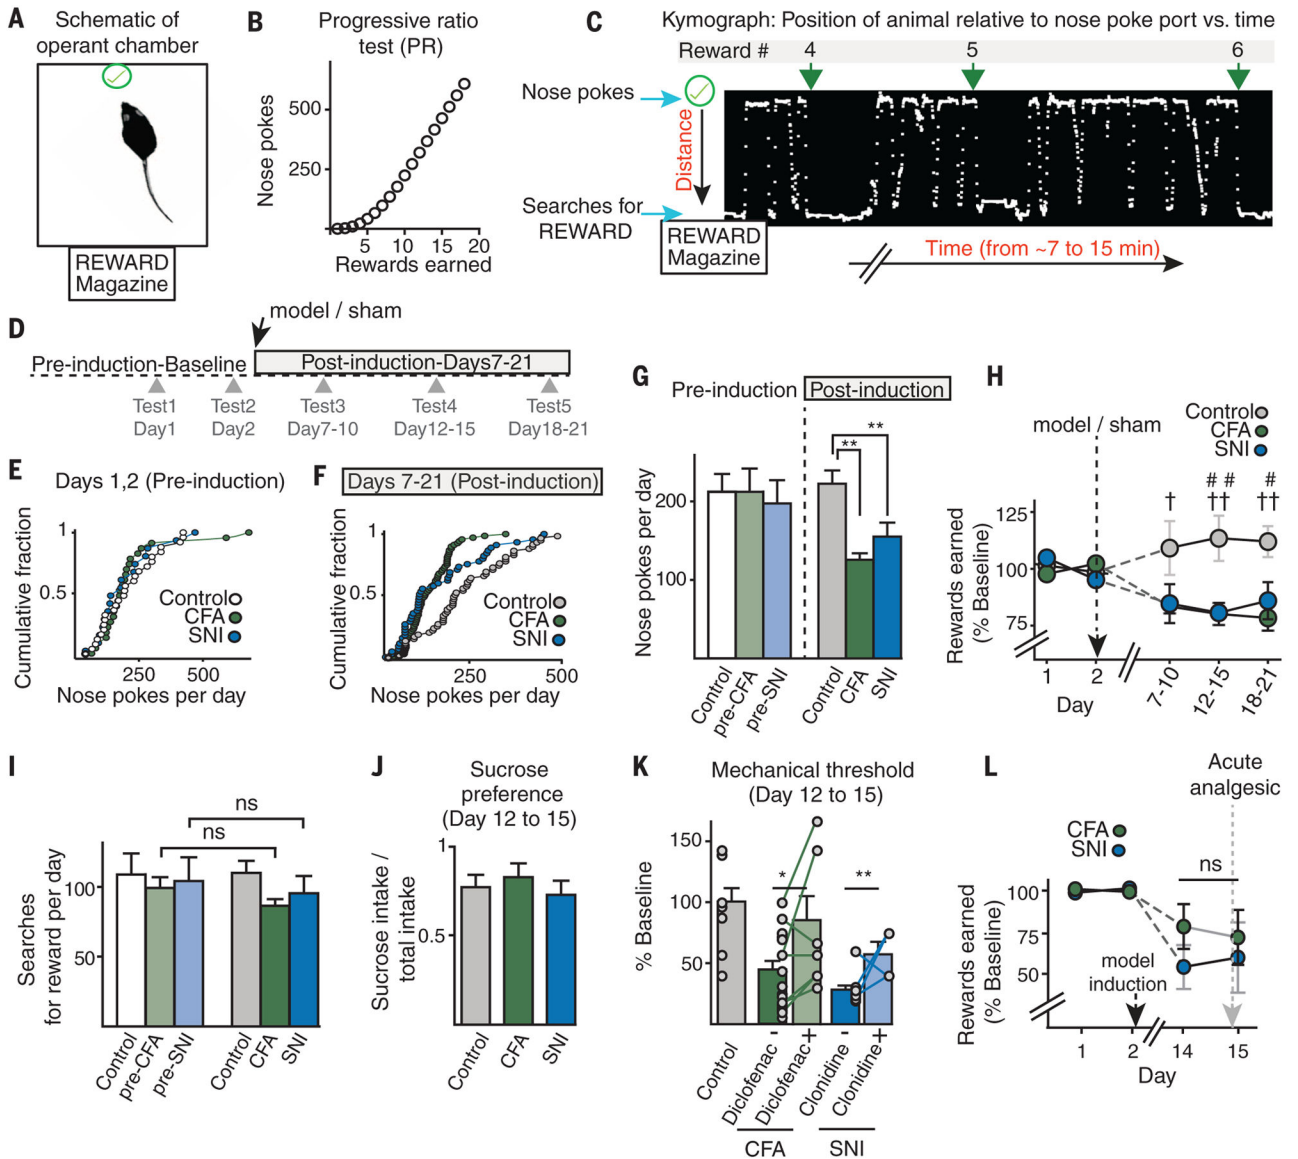 A
Schematic of
operant chamber
REWARD
Magazine
B
Progressive ratio
test (PR)
Nose pokes
500
250
5
10
15
20
Rewards earned
C
Kymograph: Position of animal relative to nose poke port vs. time
Reward #
4
5
6
Nose pokes
Distance
Searches for
REWARD
REWARD
Magazine
Time (from ~7 to 15 min)
D
model / sham
Pre-induction-Baseline
Post-induction-Days7-21
Test1
Day1
Test2
Day2
Test3
Day7-10
Test4
Day12-15
Test5
Day18-21
E
Days 1,2 (Pre-induction)
Cumulative fraction
1
0.5
Control
CFA
SNI
250
500
Nose pokes per day
F
Days 7-21 (Post-induction)
Cumulative fraction
1
0.5
Control
CFA
SNI
250
500
Nose pokes per day
G
Pre-induction
Post-induction
**
**
Nose pokes per day
200
100
Control
pre-CFA
pre-SNI
Control
CFA
SNI
H
Control
CFA
SNI
model / sham
# #
#
†
††
††
Rewards earned
(% Baseline)
125
100
75
1
2
7-10
12-15
18-21
Day
I
ns
ns
Searches
for reward per day
100
50
Control
pre-CFA
pre-SNI
Control
CFA
SNI
J
Sucrose
preference
(Day 12 to 15)
Sucrose intake /
total intake
1
0.5
Control
CFA
SNI
K
Mechanical threshold
(Day 12 to 15)
% Baseline
150
100
50
*
**
Control
Diclofenac -
Diclofenac +
Clonidine -
Clonidine +
CFA
SNI
L
Acute
analgesic
CFA
SNI
ns
Rewards earned
(% Baseline)
100
75
50
model
induction
1
2
14
15
Day